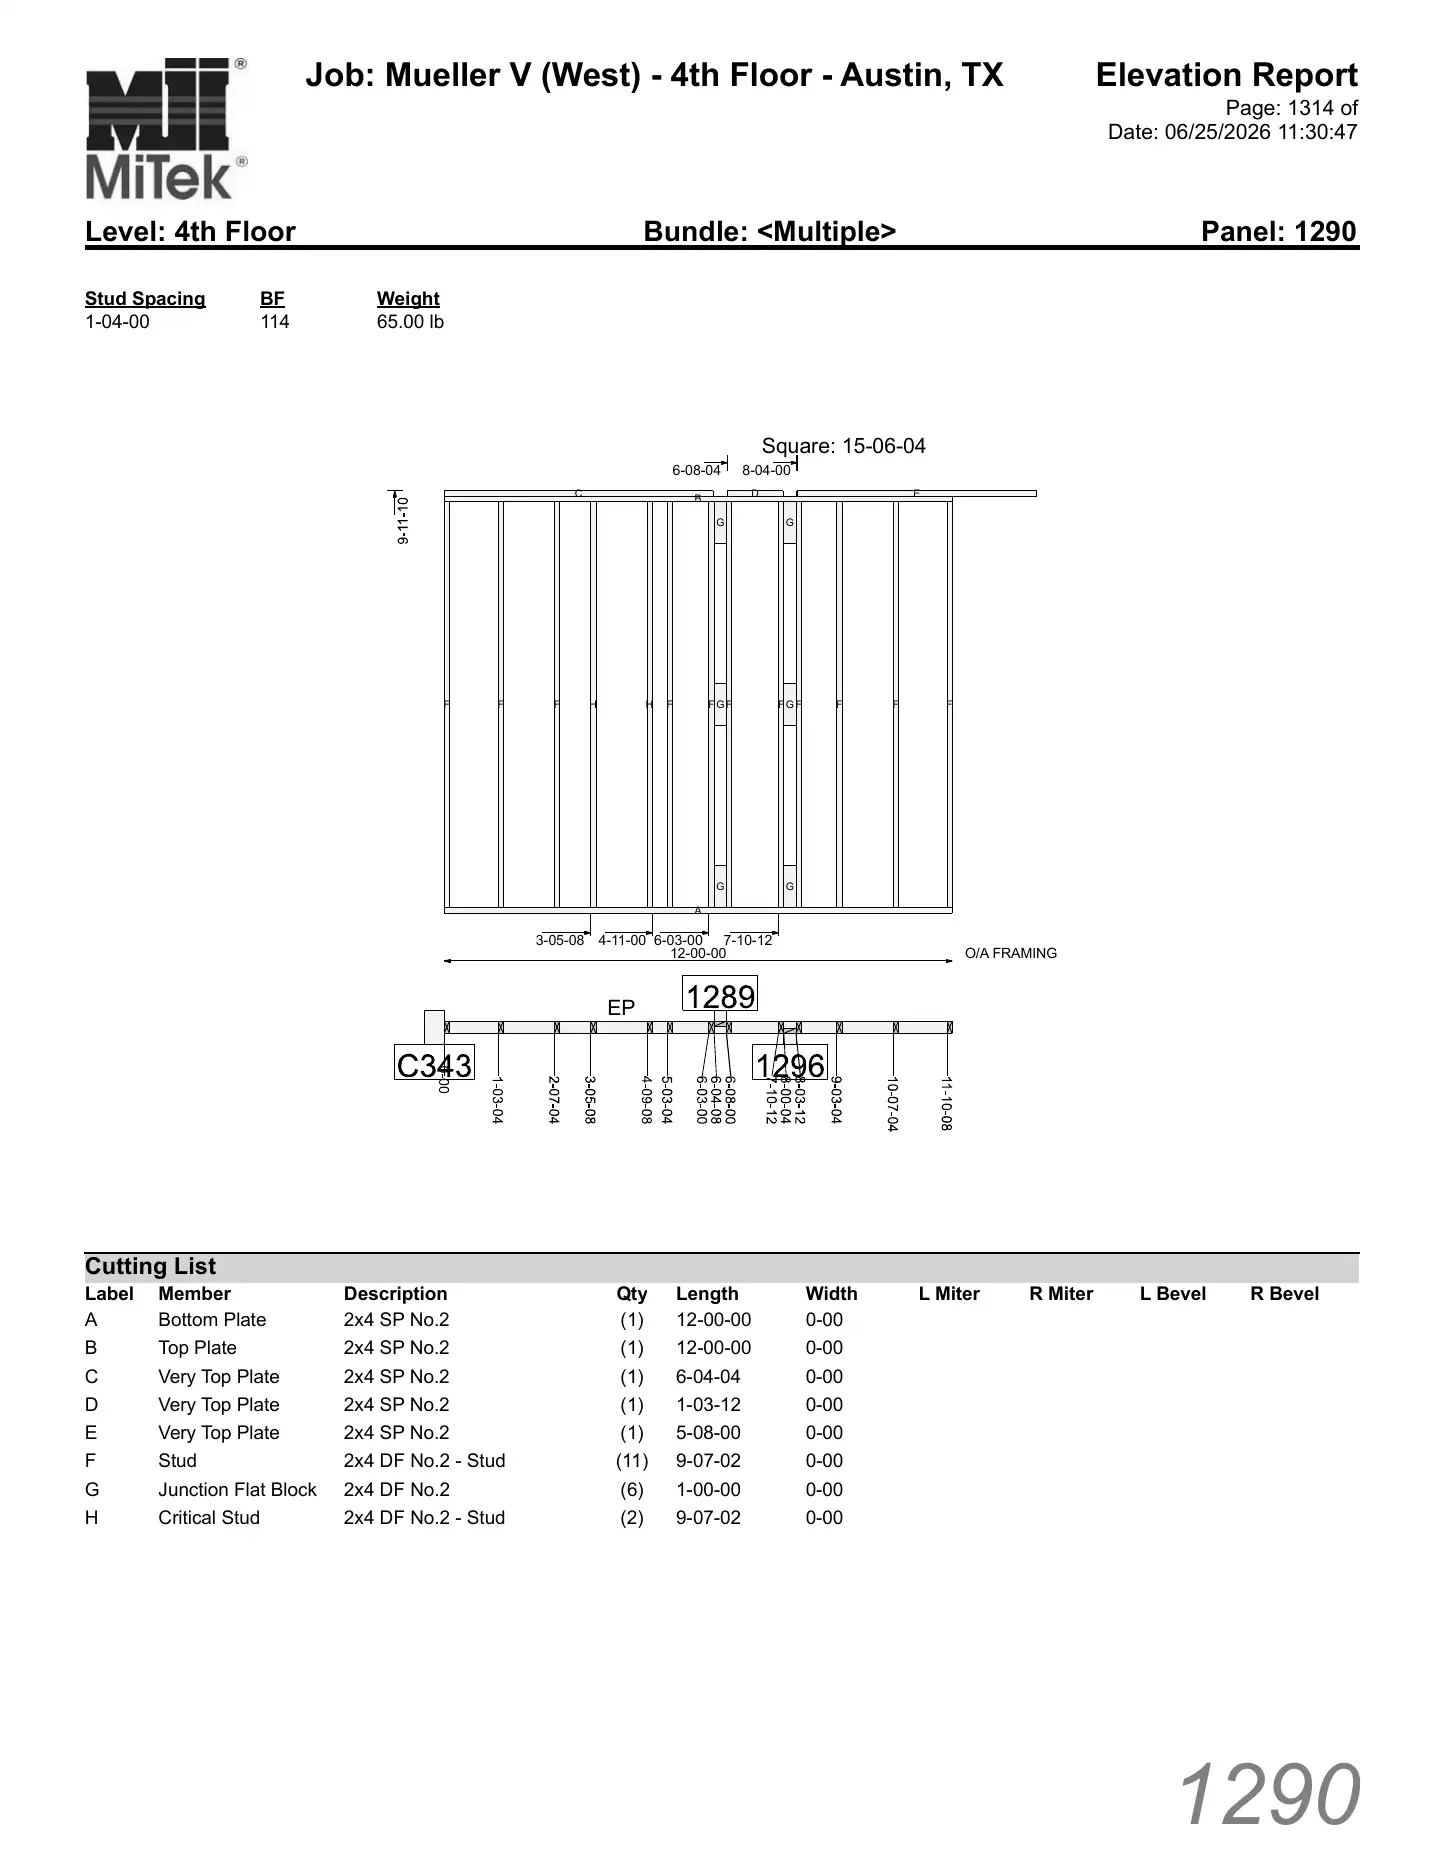 Job: Mueller V (West) - 4th Floor - Austin, TX
Elevation Report
Page: 1314 of
Date: 06/25/2026 11:30:47
MiTek®
Level: 4th Floor Bundle: <Multiple> Panel: 1290
Stud Spacing BF Weight
1-04-00 114 65.00 lb
Square: 15-06-04
6-08-04 8-04-00
C B D E
9-11-10
G G
F F F H H F F G F F G F F F F
G G
A
3-05-08 4-11-00 6-03-00 7-10-12
12-00-00 O/A FRAMING
EP 1289
C343 1296
1-03-04 2-07-04 3-05-08 4-09-08 5-03-04 6-03-00 6-04-08 6-08-00 7-10-12 8-00-04 8-03-12 9-03-04 10-07-04 11-10-08
Cutting List
Label Member Description Qty Length Width L Miter R Miter L Bevel R Bevel
A Bottom Plate 2x4 SP No.2 (1) 12-00-00 0-00
B Top Plate 2x4 SP No.2 (1) 12-00-00 0-00
C Very Top Plate 2x4 SP No.2 (1) 6-04-04 0-00
D Very Top Plate 2x4 SP No.2 (1) 1-03-12 0-00
E Very Top Plate 2x4 SP No.2 (1) 5-08-00 0-00
F Stud 2x4 DF No.2 - Stud (11) 9-07-02 0-00
G Junction Flat Block 2x4 DF No.2 (6) 1-00-00 0-00
H Critical Stud 2x4 DF No.2 - Stud (2) 9-07-02 0-00
1290